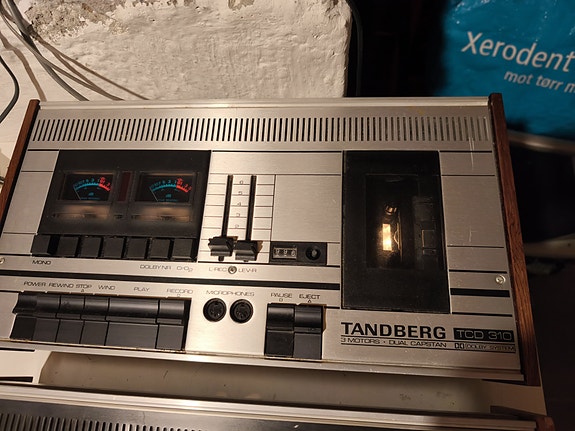 Xerodent
mot tørr m
MONO
DOLBY NR
CrO₂
L-REC
LEV-R
POWER
REWIND
STOP
WIND
PLAY
RECORD
MICROPHONES
PAUSE
EJECT
TANDBERG
TCD 310
3 MOTORS • DUAL CAPSTAN
DOLBY SYSTEM